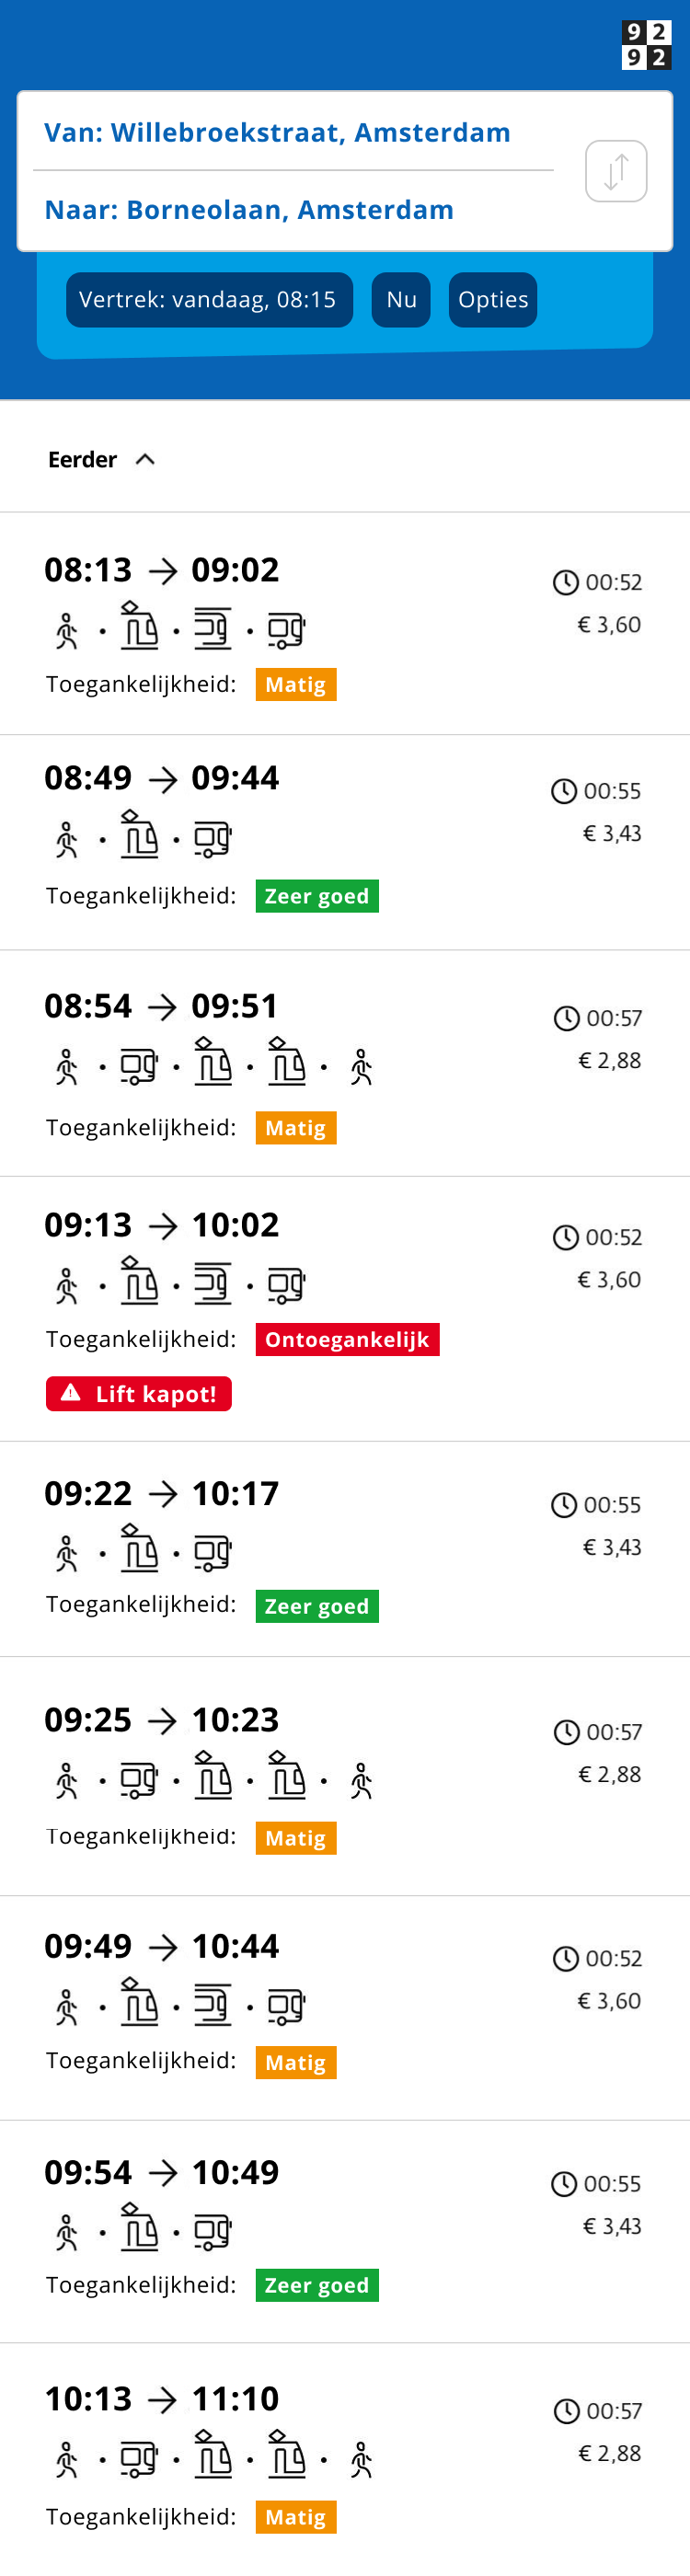 9 2
9 2
Van: Willebroekstraat, Amsterdam
Naar: Borneolaan, Amsterdam
Vertrek: vandaag, 08:15 Nu Opties
Eerder
08:13 → 09:02 00:52
€ 3,60
Toegankelijkheid: Matig
08:49 → 09:44 00:55
€ 3,43
Toegankelijkheid: Zeer goed
08:54 → 09:51 00:57
€ 2,88
Toegankelijkheid: Matig
09:13 → 10:02 00:52
€ 3,60
Toegankelijkheid: Ontoegankelijk
Lift kapot!
09:22 → 10:17 00:55
€ 3,43
Toegankelijkheid: Zeer goed
09:25 → 10:23 00:57
€ 2,88
Toegankelijkheid: Matig
09:49 → 10:44 00:52
€ 3,60
Toegankelijkheid: Matig
09:54 → 10:49 00:55
€ 3,43
Toegankelijkheid: Zeer goed
10:13 → 11:10 00:57
€ 2,88
Toegankelijkheid: Matig